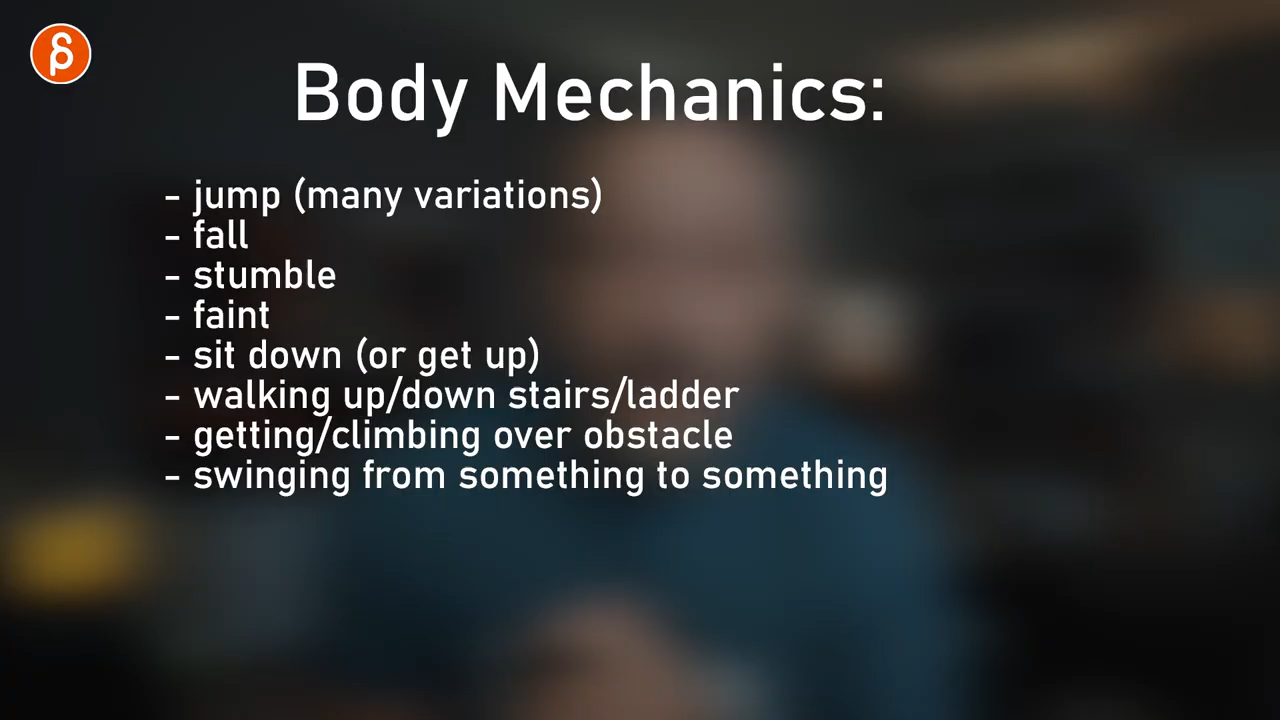 Body Mechanics:
- jump (many variations)
- fall
- stumble
- faint
- sit down (or get up)
- walking up/down stairs/ladder
- getting/climbing over obstacle
- swinging from something to something